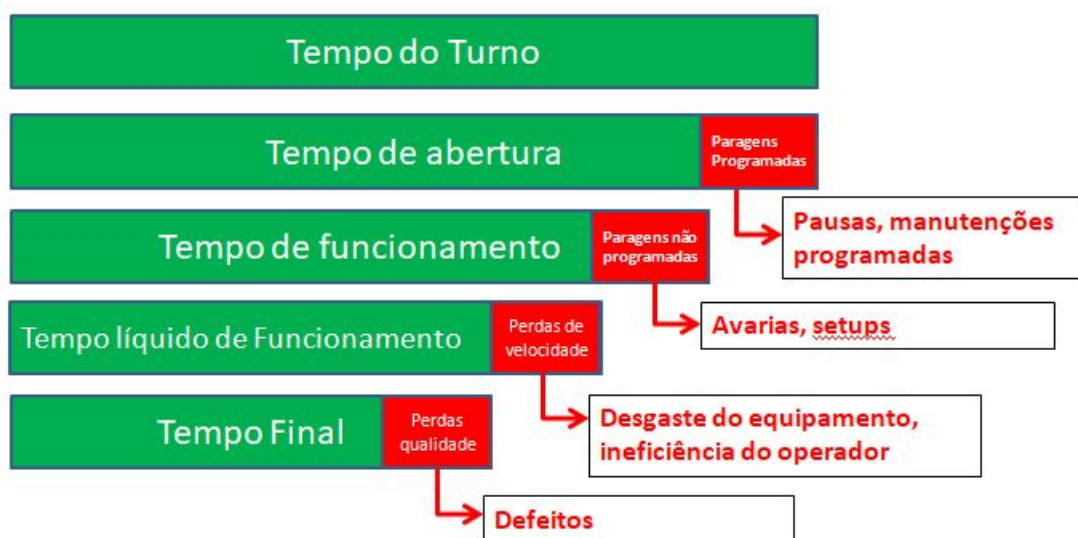 Tempo do Turno
Tempo de abertura
Paragens
Programadas
Pausas, manutenções
programadas
Tempo de funcionamento
Paragens não
programadas
Avarias, setups
Tempo líquido de Funcionamento
Perdas de
velocidade
Desgaste do equipamento,
ineficiência do operador
Tempo Final
Perdas
qualidade
Defeitos